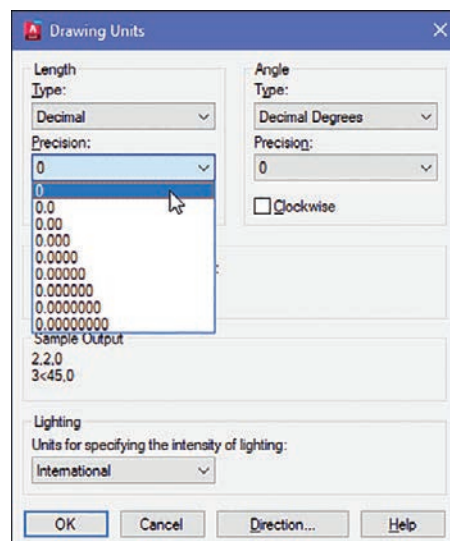 Drawing Units
Length
Type:
Decimal
Precision:
0
0
0.0
0.00
0.000
0.0000
0.00000
0.000000
0.0000000
0.00000000
Angle
Type:
Decimal Degrees
Precision:
0
Clockwise
Sample Output
2,2,0
3<45,0
Lighting
Units for specifying the intensity of lighting:
International
OK Cancel Direction... Help